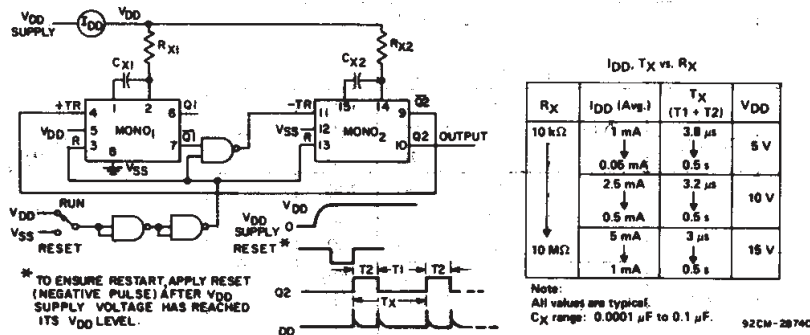 VDD SUPPLY
IDD
VDD
RX1
RX2
CX1
CX2
+TR
1
2
4
5
3
8
6
7
VDD
R
MONO1
Q1
Q1
VSS
-TR
15
14
11
12
13
9
10
VSS
R
MONO2
Q2
Q2
OUTPUT
VDD
VSS
RUN
RESET
VDD SUPPLY
VDD
0
RESET *
T2
T1
T2
Q2
TX
* TO ENSURE RESTART, APPLY RESET
(NEGATIVE PULSE) AFTER VDD
SUPPLY VOLTAGE HAS REACHED
ITS VDD LEVEL.
IDD, TX vs. RX
RX IDD (Avg.) TX (T1 + T2) VDD
10 kΩ 1 mA 3.8 µs 5 V
0.05 mA 0.5 s
2.5 mA 3.2 µs 10 V
0.5 mA 0.5 s
5 mA 3 µs 15 V
10 MΩ 1 mA 0.5 s
Note:
All values are typical.
CX range: 0.0001 µF to 0.1 µF.